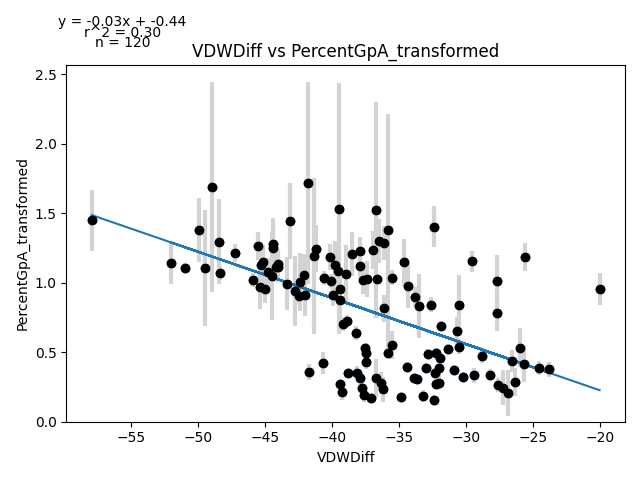 y = -0.03x + -0.44
r^2 = 0.30
n = 120
VDWDiff vs PercentGpA_transformed
2.5
2.0
1.5
1.0
0.5
0.0
PercentGpA_transformed
−55 −50 −45 −40 −35 −30 −25 −20
VDWDiff